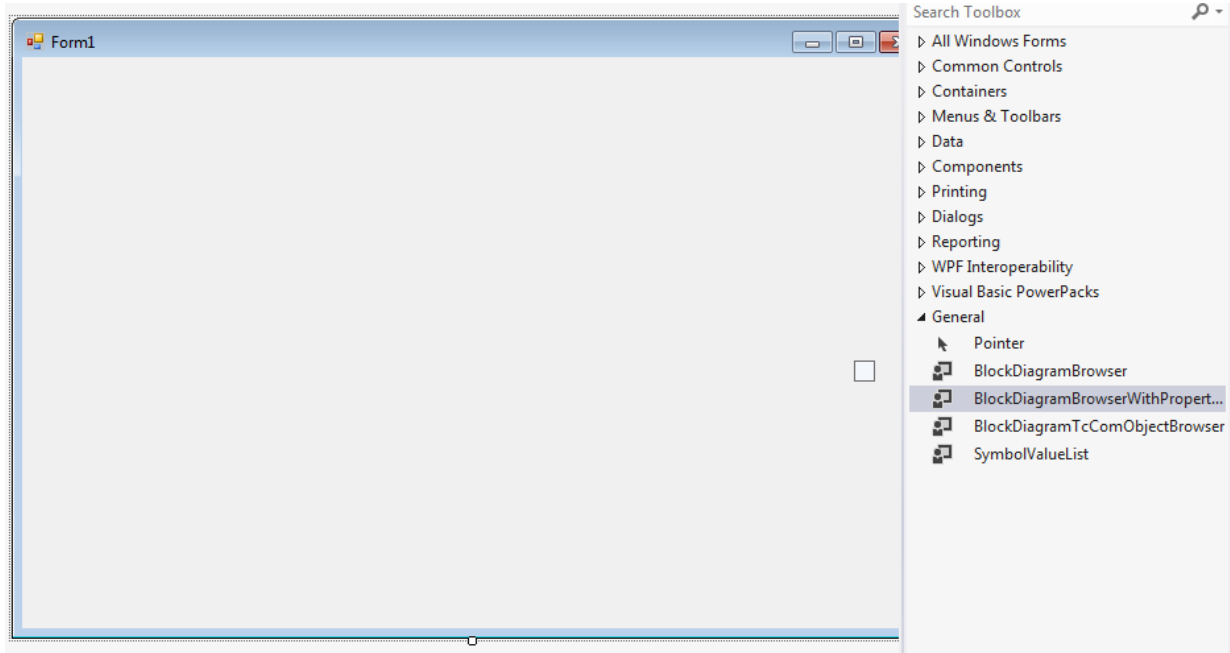 Form1
Search Toolbox
All Windows Forms
Common Controls
Containers
Menus & Toolbars
Data
Components
Printing
Dialogs
Reporting
WPF Interoperability
Visual Basic PowerPacks
General
Pointer
BlockDiagramBrowser
BlockDiagramBrowserWithPropert...
BlockDiagramTcComObjectBrowser
SymbolValueList